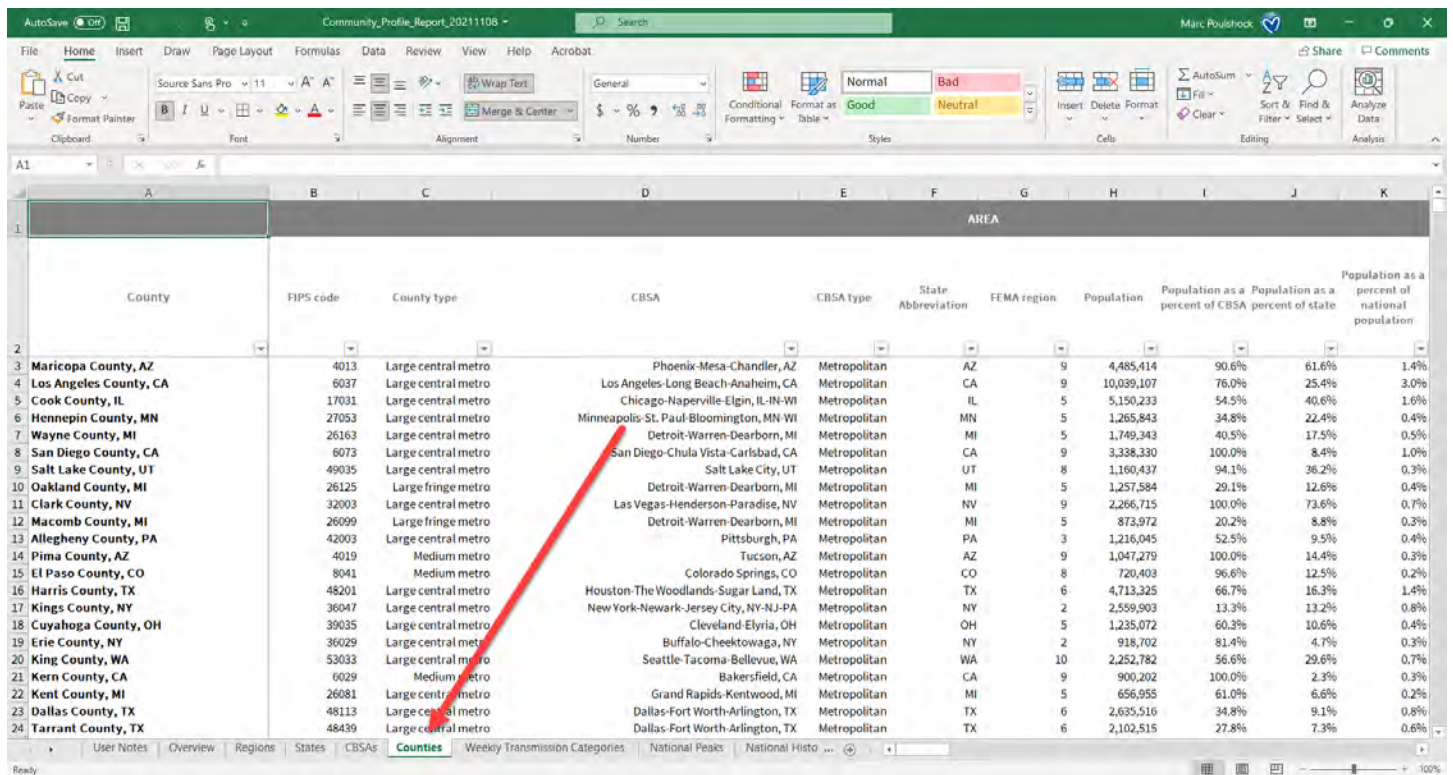 AutoSave Off Community_Profile_Report_20211108 Search Marc Poulshock
File Home Insert Draw Page Layout Formulas Data Review View Help Acrobat Share Comments
Cut Source Sans Pro 11 Wrap Text General Normal Bad AutoSum
Paste Copy Conditional Format as Good Neutral Insert Delete Format Fill Sort & Find & Analyze
Format Painter B I U Merge & Center $ % Formatting Table Clear Filter Select Data
Clipboard Font Alignment Number Styles Cells Editing Analysis
A1 fx
A B C D E F G H I J K
1 AREA
2 County FIPS code County type CBSA CBSA type State Abbreviation FEMA region Population Population as a percent of CBSA Population as a percent of state Population as a percent of national population
3 Maricopa County, AZ 4013 Large central metro Phoenix-Mesa-Chandler, AZ Metropolitan AZ 9 4,485,414 90.6% 61.6% 1.4%
4 Los Angeles County, CA 6037 Large central metro Los Angeles-Long Beach-Anaheim, CA Metropolitan CA 9 10,039,107 76.0% 25.4% 3.0%
5 Cook County, IL 17031 Large central metro Chicago-Naperville-Elgin, IL-IN-WI Metropolitan IL 5 5,150,233 54.5% 40.6% 1.6%
6 Hennepin County, MN 27053 Large central metro Minneapolis-St. Paul-Bloomington, MN-WI Metropolitan MN 5 1,265,843 34.8% 22.4% 0.4%
7 Wayne County, MI 26163 Large central metro Detroit-Warren-Dearborn, MI Metropolitan MI 5 1,749,343 40.5% 17.5% 0.5%
8 San Diego County, CA 6073 Large central metro San Diego-Chula Vista-Carlsbad, CA Metropolitan CA 9 3,338,330 100.0% 8.4% 1.0%
9 Salt Lake County, UT 49035 Large central metro Salt Lake City, UT Metropolitan UT 8 1,160,437 94.1% 36.2% 0.3%
10 Oakland County, MI 26125 Large fringe metro Detroit-Warren-Dearborn, MI Metropolitan MI 5 1,257,584 29.1% 12.6% 0.4%
11 Clark County, NV 32003 Large central metro Las Vegas-Henderson-Paradise, NV Metropolitan NV 9 2,266,715 100.0% 73.6% 0.7%
12 Macomb County, MI 26099 Large fringe metro Detroit-Warren-Dearborn, MI Metropolitan MI 5 873,972 20.2% 8.8% 0.3%
13 Allegheny County, PA 42003 Large central metro Pittsburgh, PA Metropolitan PA 3 1,216,045 52.5% 9.5% 0.4%
14 Pima County, AZ 4019 Medium metro Tucson, AZ Metropolitan AZ 9 1,047,279 100.0% 14.4% 0.3%
15 El Paso County, CO 8041 Medium metro Colorado Springs, CO Metropolitan CO 8 720,403 96.6% 12.5% 0.2%
16 Harris County, TX 48201 Large central metro Houston-The Woodlands-Sugar Land, TX Metropolitan TX 6 4,713,325 66.7% 16.3% 1.4%
17 Kings County, NY 36047 Large central metro New York-Newark-Jersey City, NY-NJ-PA Metropolitan NY 2 2,559,903 13.3% 13.2% 0.8%
18 Cuyahoga County, OH 39035 Large central metro Cleveland-Elyria, OH Metropolitan OH 5 1,235,072 60.3% 10.6% 0.4%
19 Erie County, NY 36029 Large central metro Buffalo-Cheektowaga, NY Metropolitan NY 2 918,702 81.4% 4.7% 0.3%
20 King County, WA 53033 Large central metro Seattle-Tacoma-Bellevue, WA Metropolitan WA 10 2,252,782 56.6% 29.6% 0.7%
21 Kern County, CA 6029 Medium metro Bakersfield, CA Metropolitan CA 9 900,202 100.0% 2.3% 0.3%
22 Kent County, MI 26081 Large central metro Grand Rapids-Kentwood, MI Metropolitan MI 5 656,955 61.0% 6.6% 0.2%
23 Dallas County, TX 48113 Large central metro Dallas-Fort Worth-Arlington, TX Metropolitan TX 6 2,635,516 34.8% 9.1% 0.8%
24 Tarrant County, TX 48439 Large central metro Dallas-Fort Worth-Arlington, TX Metropolitan TX 6 2,102,515 27.8% 7.3% 0.6%
User Notes Overview Regions States CBSAs Counties Weekly Transmission Categories National Peaks National Histo ...
Ready 100%